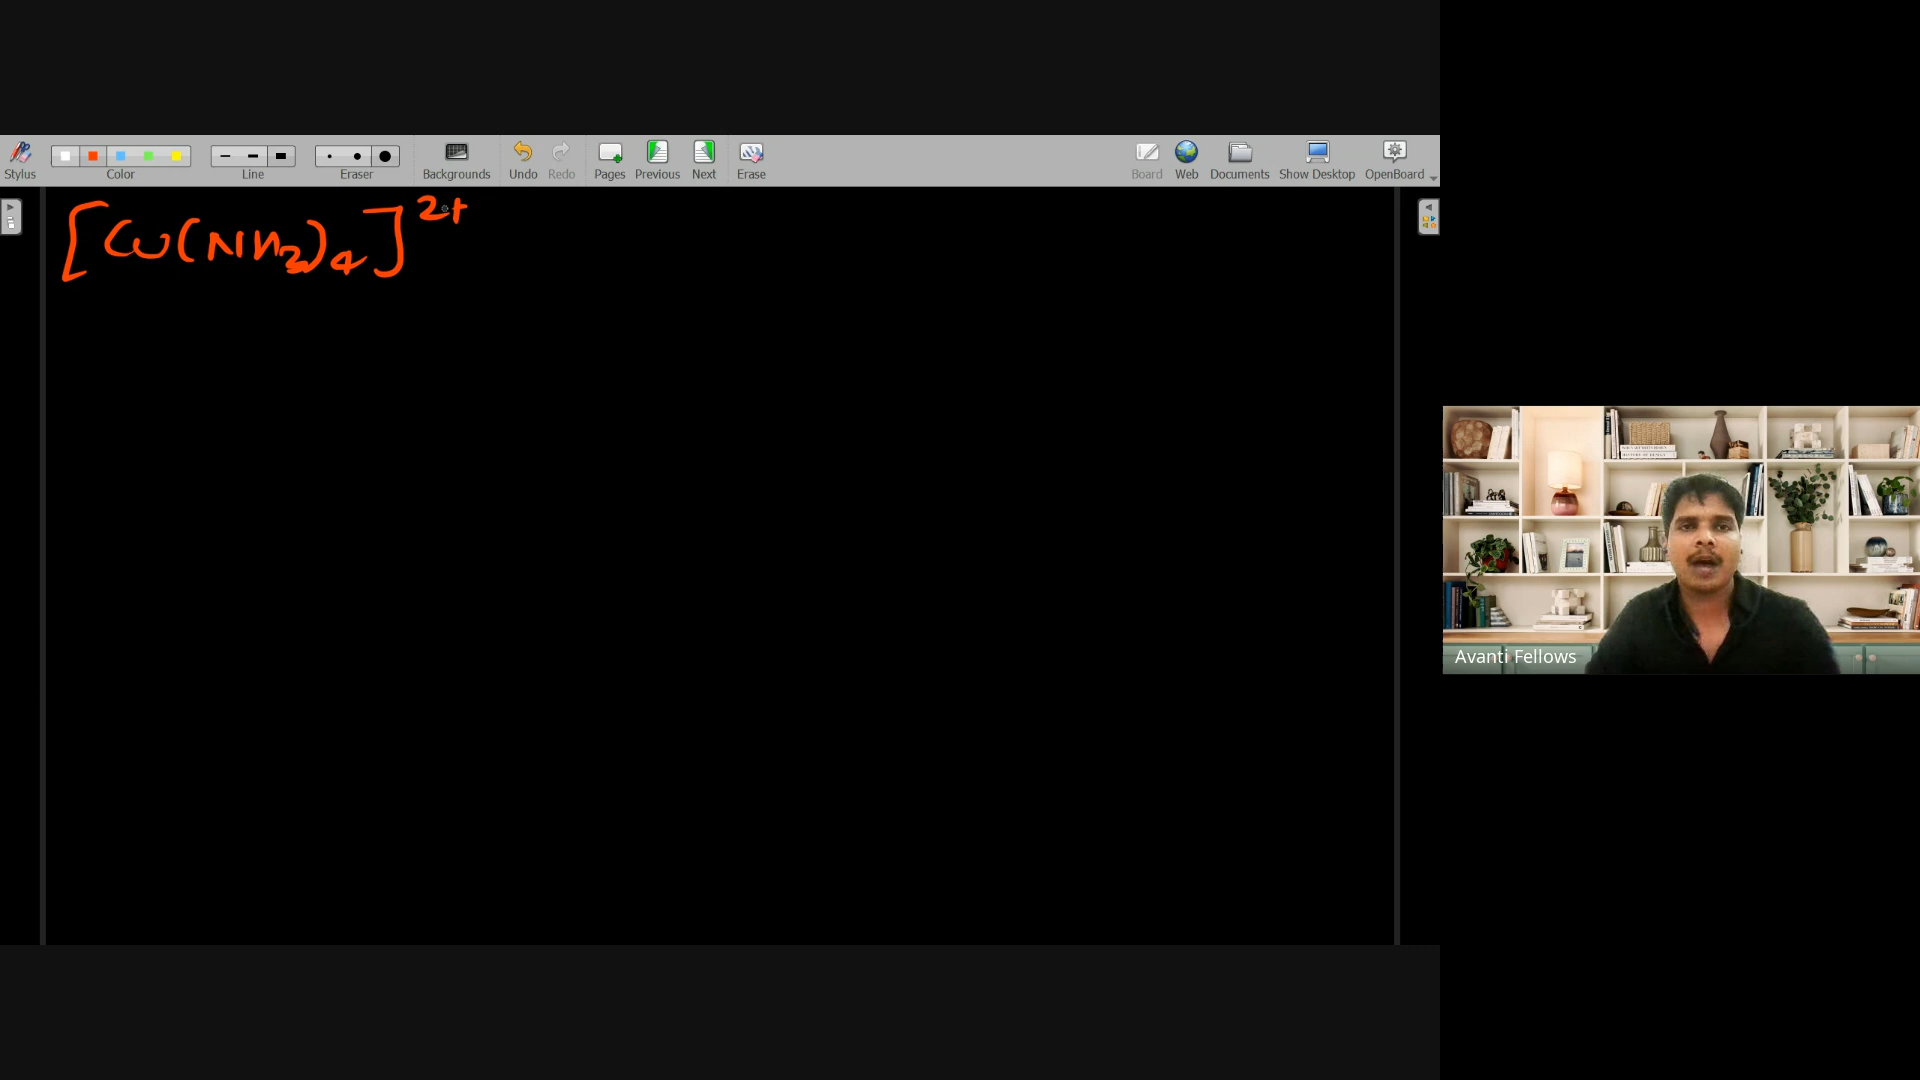 Stylus
Color
Line
Eraser
Backgrounds
Undo
Redo
Pages
Previous
Next
Erase
Board
Web
Documents
Show Desktop
OpenBoard
[Cu(NH3)4]2+
Avanti Fellows